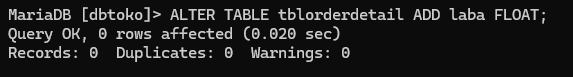 MariaDB [dbtoko]> ALTER TABLE tblorderdetail ADD laba FLOAT;
Query OK, 0 rows affected (0.020 sec)
Records: 0  Duplicates: 0  Warnings: 0